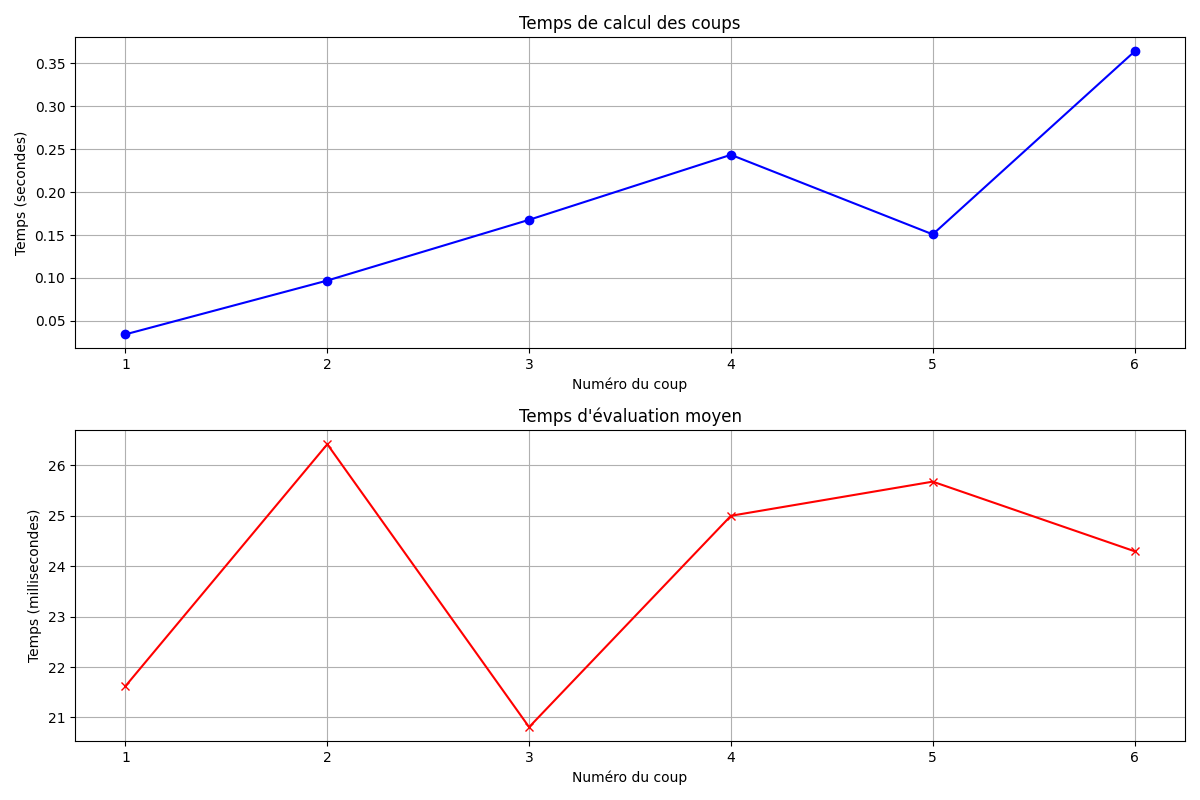 Temps de calcul des coups
0.35
0.30
0.25
0.20
0.15
0.10
0.05
Temps (secondes)
1 2 3 4 5 6
Numéro du coup
Temps d'évaluation moyen
26
25
24
23
22
21
Temps (millisecondes)
1 2 3 4 5 6
Numéro du coup